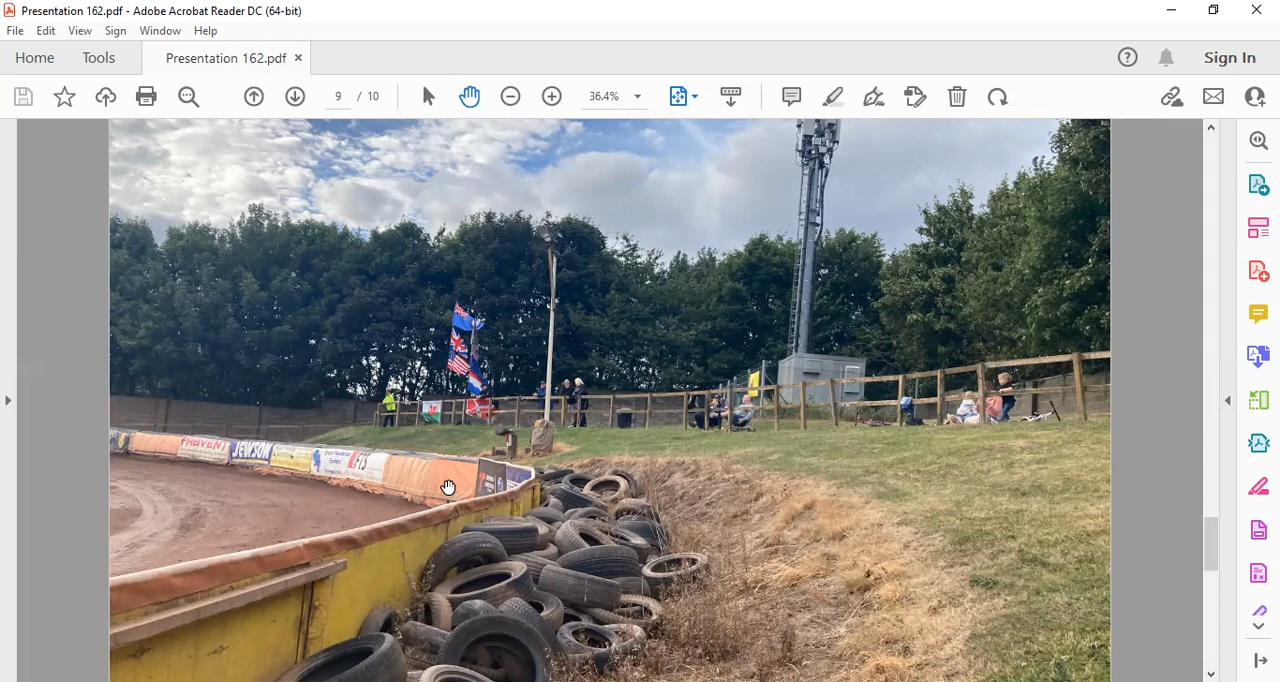 Presentation 162.pdf - Adobe Acrobat Reader DC (64-bit)
File Edit View Sign Window Help
Home Tools Presentation 162.pdf Sign In
9 / 10 36.4%
JEWSON